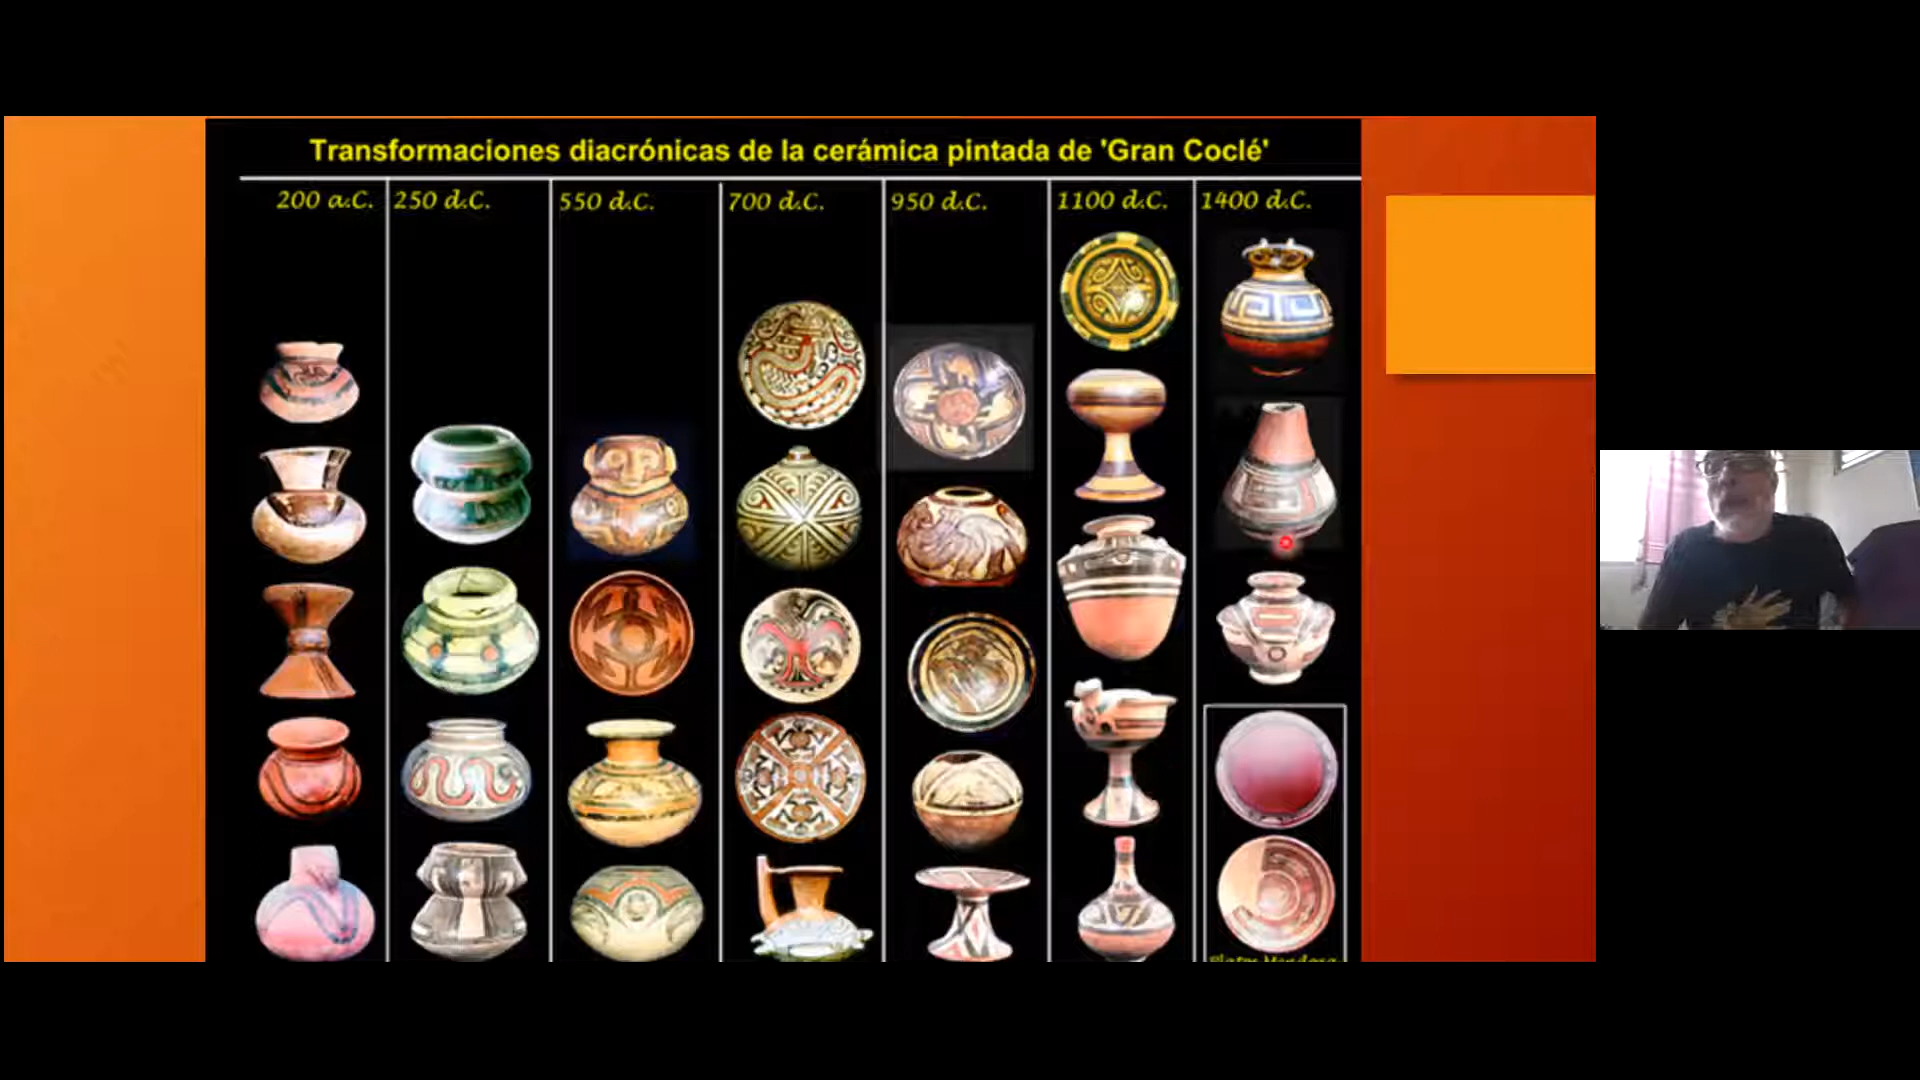 Transformaciones diacrónicas de la cerámica pintada de 'Gran Coclé'
200 a.C. 250 d.C. 550 d.C. 700 d.C. 950 d.C. 1100 d.C. 1400 d.C.